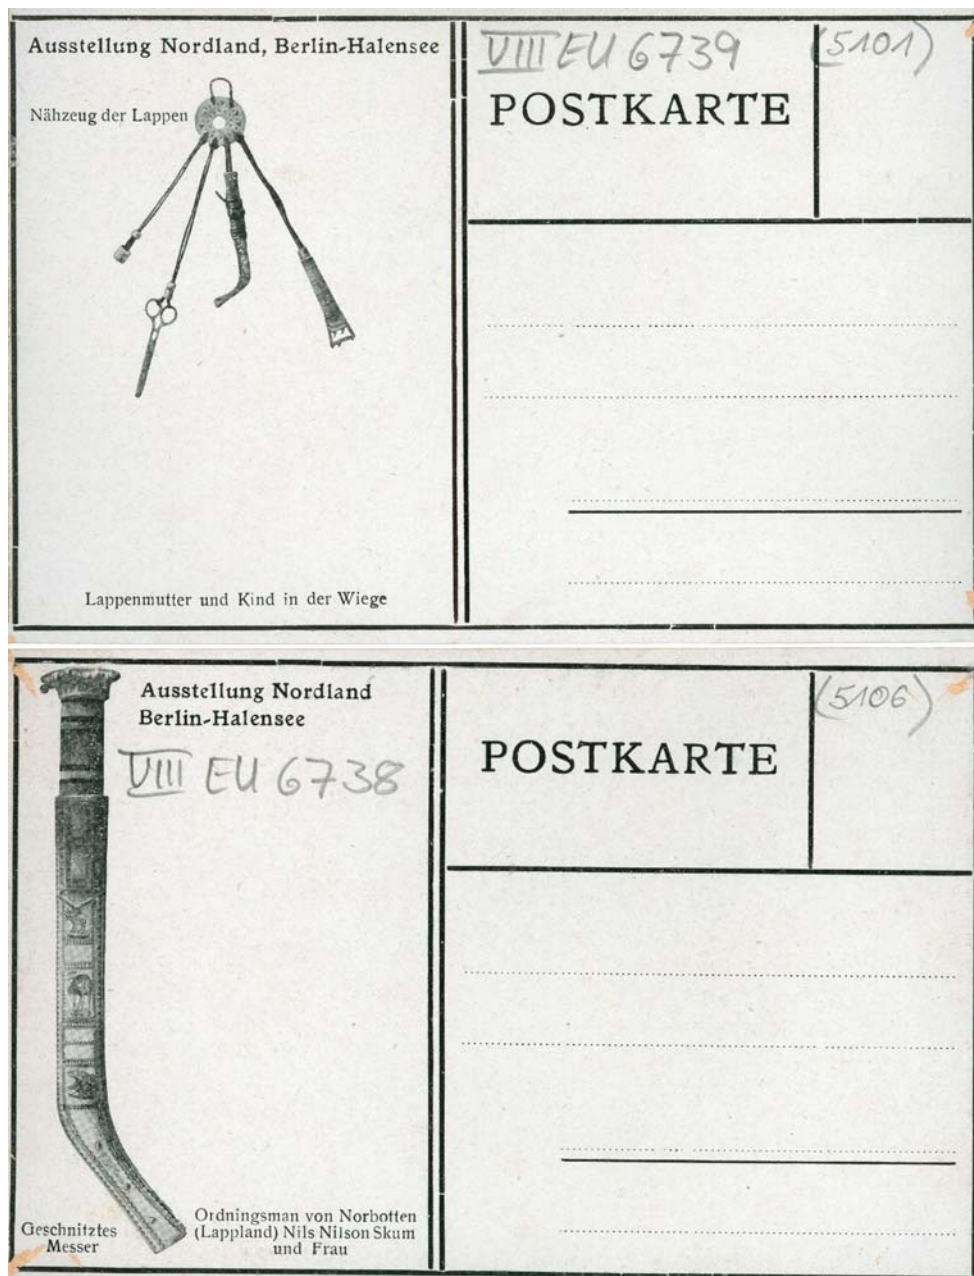 Ausstellung Nordland, Berlin-Halensee
Nähzeug der Lappen
Lappenmutter und Kind in der Wiege
VIII EU 6739
(5101)
POSTKARTE
Ausstellung Nordland
Berlin-Halensee
VIII EU 6738
Geschnitztes
Messer
Ordningsman von Norbotten
(Lappland) Nils Nilson Skum
und Frau
(5106)
POSTKARTE